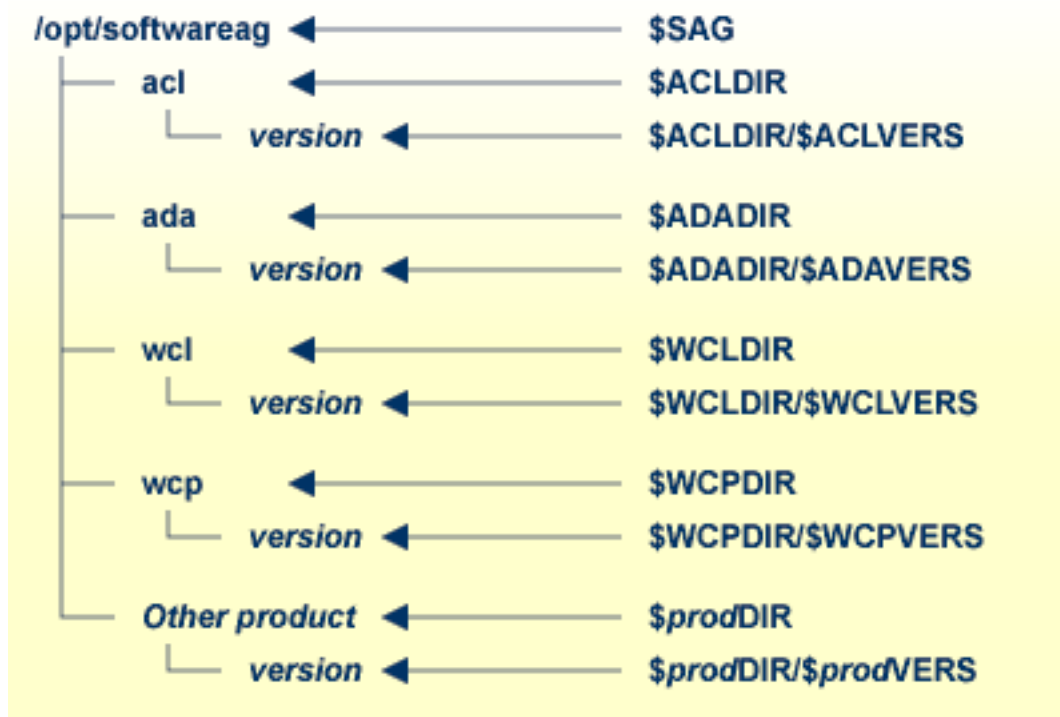 /opt/softwareag $SAG
acl $ACLDIR
version $ACLDIR/$ACLVERS
ada $ADADIR
version $ADADIR/$ADAVERS
wcl $WCLDIR
version $WCLDIR/$WCLVERS
wcp $WCPDIR
version $WCPDIR/$WCPVERS
Other product $prodDIR
version $prodDIR/$prodVERS